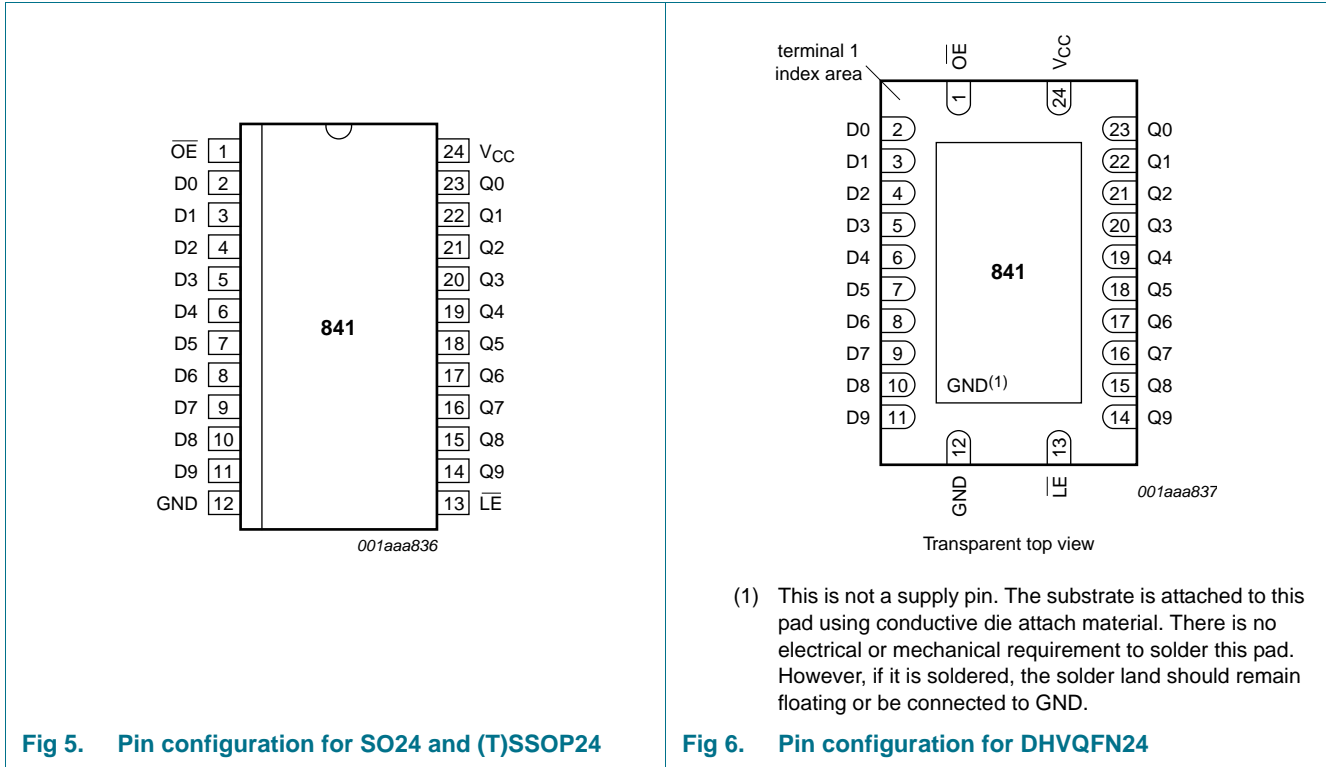 OE 1
D0 2
D1 3
D2 4
D3 5
D4 6
D5 7
D6 8
D7 9
D8 10
D9 11
GND 12
841
24 VCC
23 Q0
22 Q1
21 Q2
20 Q3
19 Q4
18 Q5
17 Q6
16 Q7
15 Q8
14 Q9
13 LE
001aaa836
Fig 5. Pin configuration for SO24 and (T)SSOP24
terminal 1
index area
OE
VCC
1
24
D0 2
D1 3
D2 4
D3 5
D4 6
D5 7
D6 8
D7 9
D8 10
D9 11
841
GND(1)
23 Q0
22 Q1
21 Q2
20 Q3
19 Q4
18 Q5
17 Q6
16 Q7
15 Q8
14 Q9
12
13
GND
LE
001aaa837
Transparent top view
(1) This is not a supply pin. The substrate is attached to this
pad using conductive die attach material. There is no
electrical or mechanical requirement to solder this pad.
However, if it is soldered, the solder land should remain
floating or be connected to GND.
Fig 6. Pin configuration for DHVQFN24